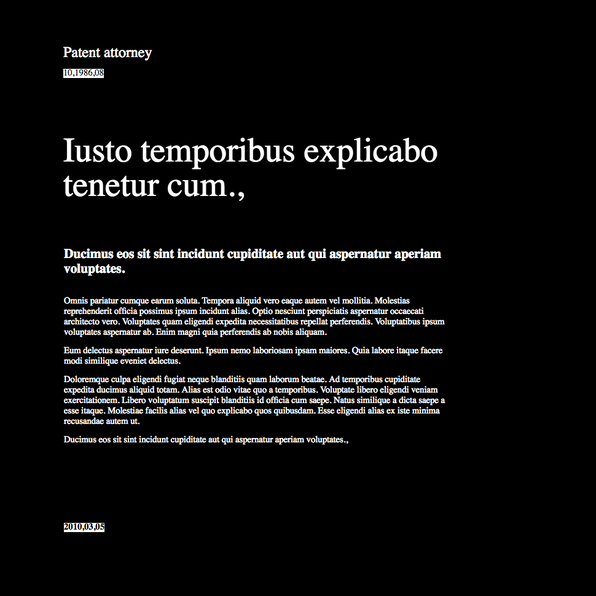 Patent attorney
10,1986,08
Iusto temporibus explicabo
tenetur cum.,
Ducimus eos sit sint incidunt cupiditate aut qui aspernatur aperiam
voluptates.
Omnis pariatur cumque earum soluta. Tempora aliquid vero eaque autem vel mollitia. Molestias
reprehenderit officia possimus ipsum incidunt alias. Optio nesciunt perspiciatis aspernatur occaecati
architecto vero. Voluptates quam eligendi expedita necessitatibus repellat perferendis. Voluptatibus ipsum
voluptates aspernatur ab. Enim magni quia perferendis ab nobis aliquam.
Eum delectus aspernatur iure deserunt. Ipsum nemo laboriosam ipsam maiores. Quia labore itaque facere
modi similique eveniet delectus.
Doloremque culpa eligendi fugiat neque blanditiis quam laborum beatae. Ad temporibus cupiditate
expedita ducimus aliquid totam. Alias est odio vitae quo a temporibus. Voluptate libero eligendi veniam
exercitationem. Libero voluptatum suscipit blanditiis id officia cum saepe. Natus similique a dicta saepe a
esse itaque. Molestiae facilis alias vel quo explicabo quos quibusdam. Esse eligendi alias ex iste minima
recusandae autem ut.
Ducimus eos sit sint incidunt cupiditate aut qui aspernatur aperiam voluptates.,
2010,03,05